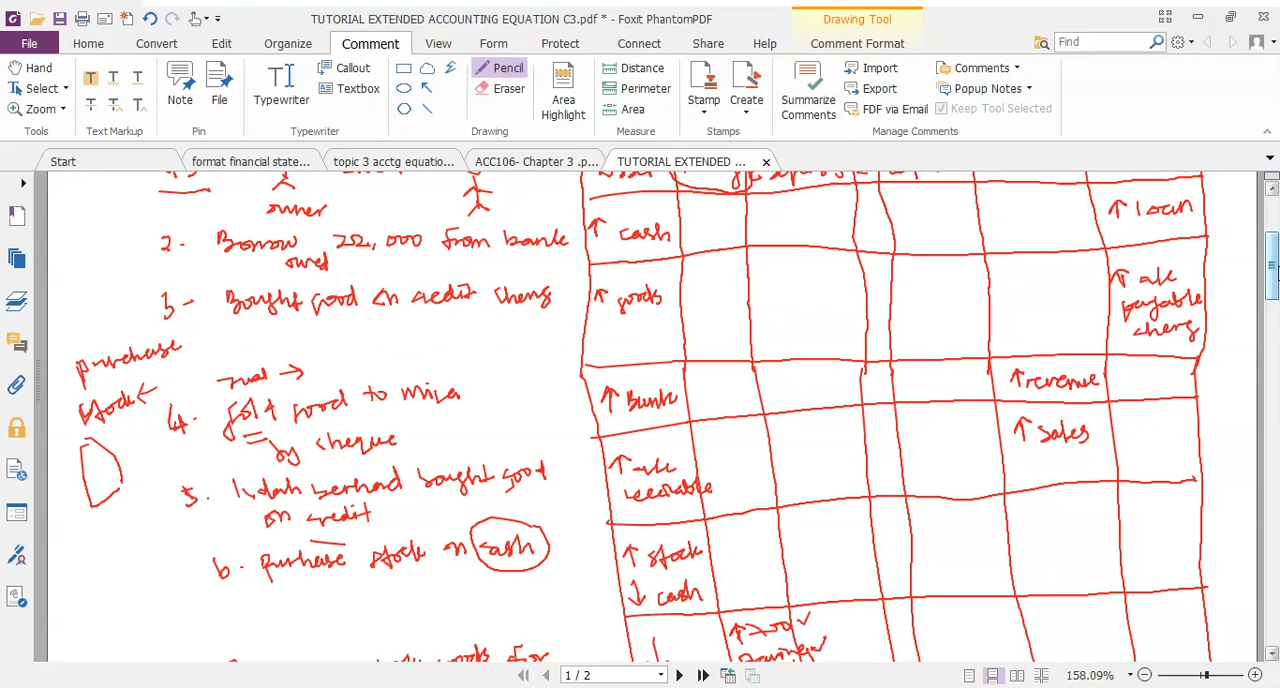 TUTORIAL EXTENDED ACCOUNTING EQUATION C3.pdf * - Foxit PhantomPDF
Drawing Tool
File Home Convert Edit Organize Comment View Form Protect Connect Share Help Comment Format Find
Hand
Select
Zoom
Tools
Text Markup
Note
File
Pin
Typewriter
Callout
Textbox
Typewriter
Pencil
Eraser
Drawing
Area
Highlight
Distance
Perimeter
Area
Measure
Stamp
Create
Stamps
Summarize
Comments
Import
Export
FDF via Email
Comments
Popup Notes
Keep Tool Selected
Manage Comments
Start format financial state... topic 3 acctg equatio... ACC106- Chapter 3 .p... TUTORIAL EXTENDED ...
owner
2. Borrow 252,000 from bank
↑ cash
↑ loan
3- Bought good on credit cheng
↑ goods
↑ a/c
payable
cheng
purchase
stock ←
4.
good to
by cheque
↑ Bank
↑ revenue
5. Indah berhad bought good
on credit
↑ a/c
receivable
↑ Sales
6. purchase stock on cash
↑ stock
↓ cash
goods for
drawing
1 / 2
158.09%